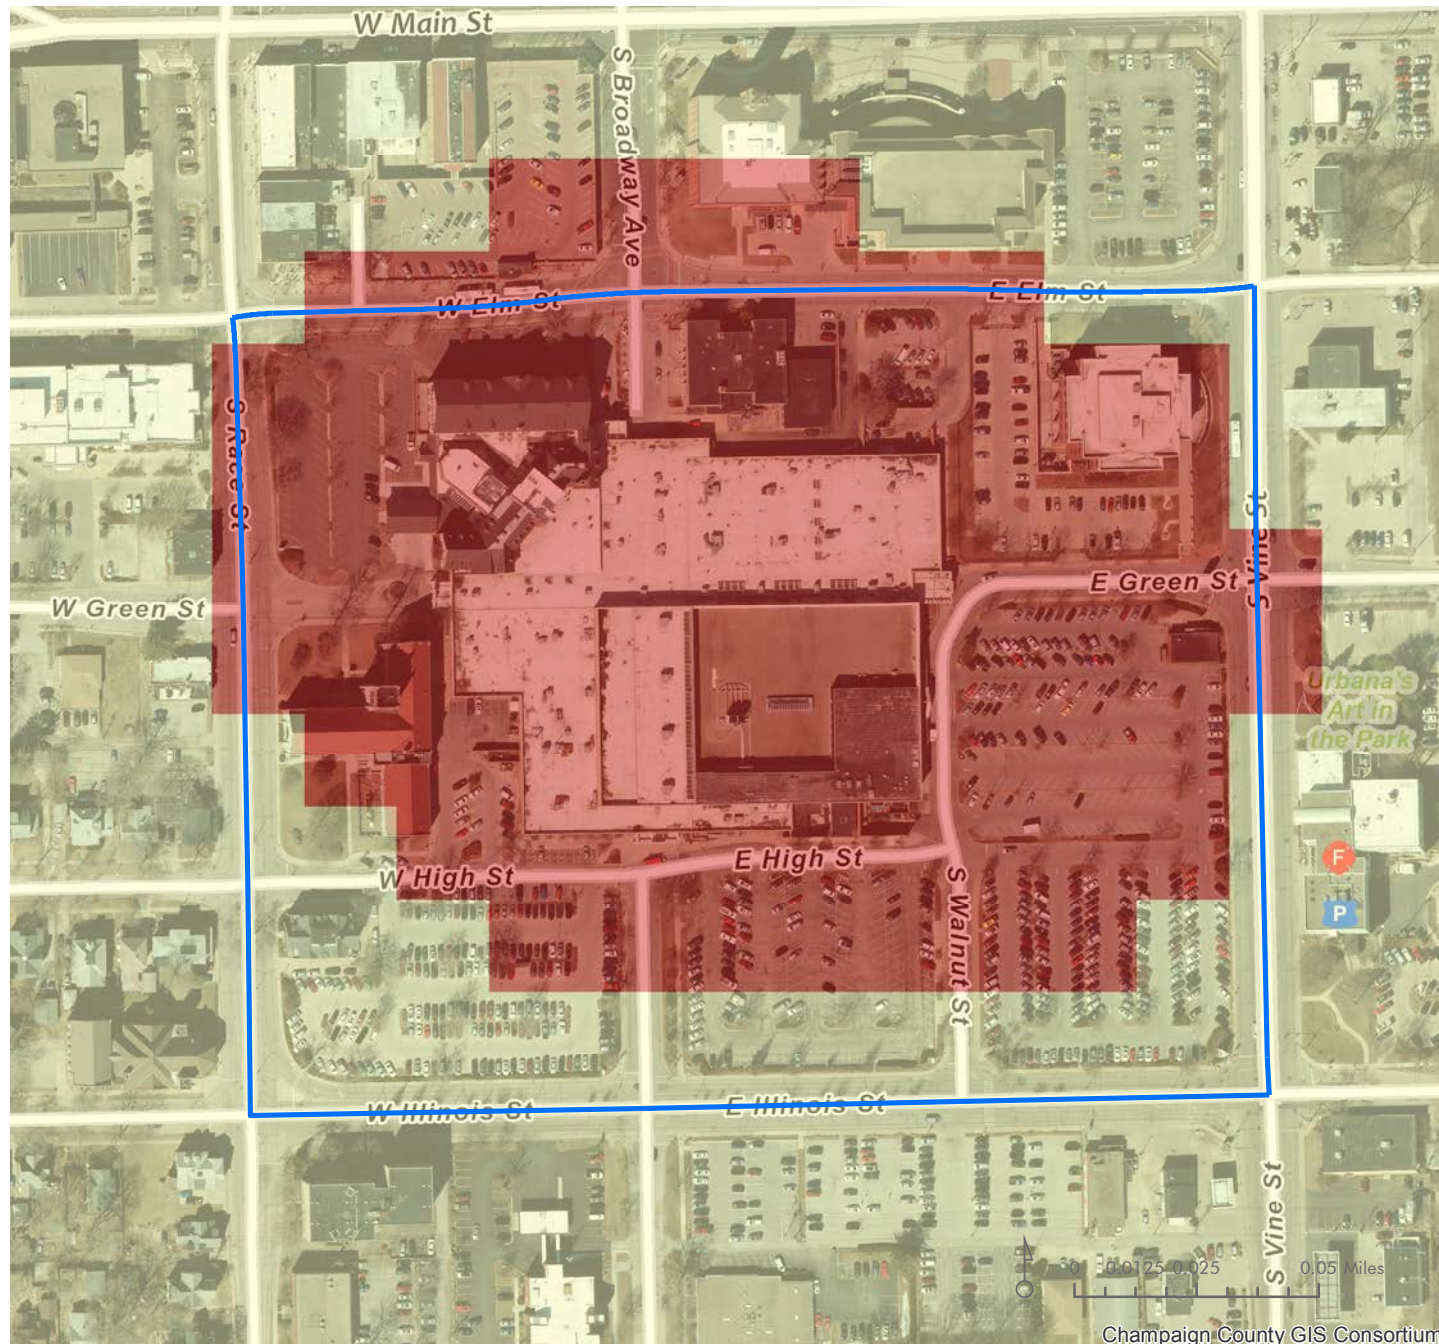 W Main St
S Broadway Ave
W Elm St
E Elm St
S Race St
S Vine St
E Green St
W Green St
Urbana's
Art in
the Park
F
E High St
W High St
P
S Walnut St
W Illinois St
E Illinois St
S Vine St
0 0.0125 0.025 0.05 Miles
Champaign County GIS Consortium